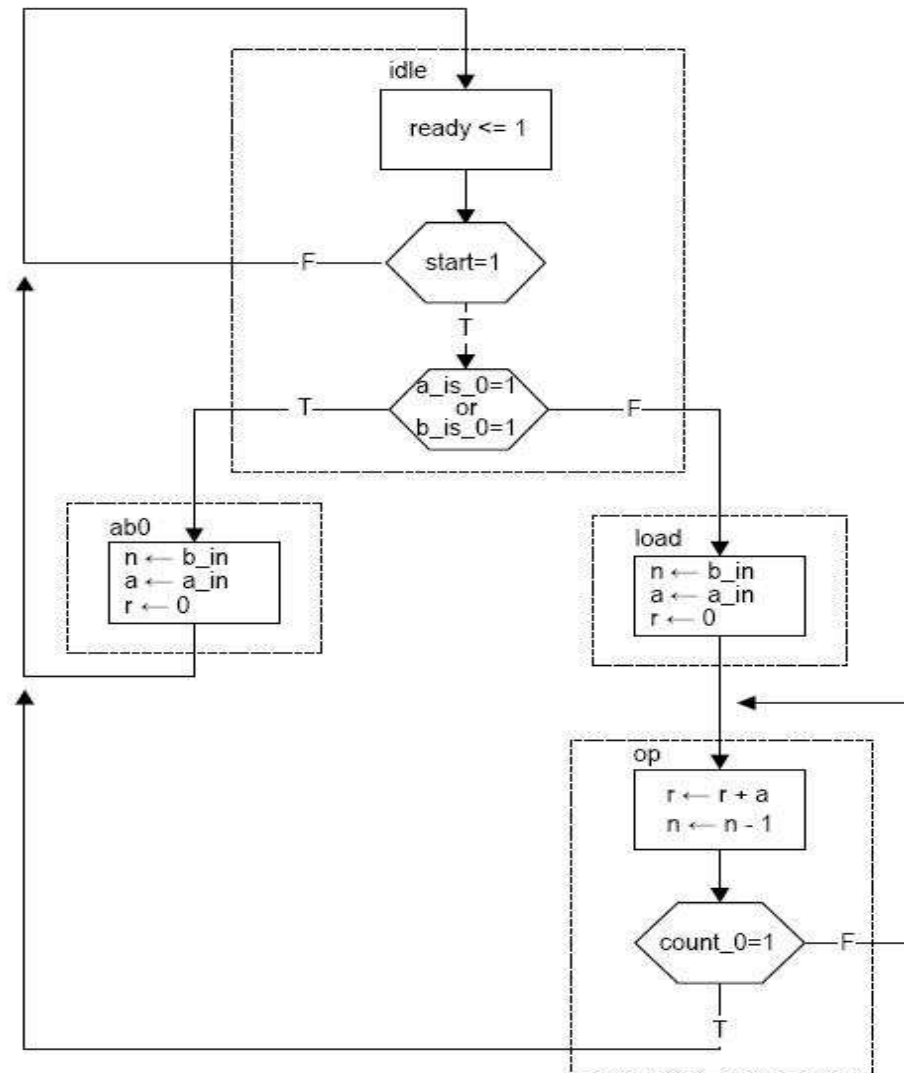 idle
ready <= 1
F
start=1
T
a_is_0=1
or
b_is_0=1
T
F
ab0
n ← b_in
a ← a_in
r ← 0
load
n ← b_in
a ← a_in
r ← 0
op
r ← r + a
n ← n - 1
count_0=1
F
T